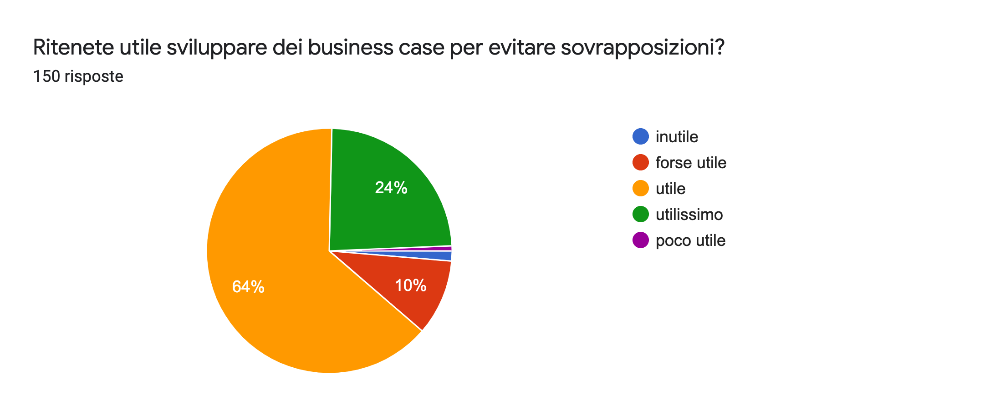 Ritenete utile sviluppare dei business case per evitare sovrapposizioni?
150 risposte
24%
64%
10%
inutile
forse utile
utile
utilissimo
poco utile